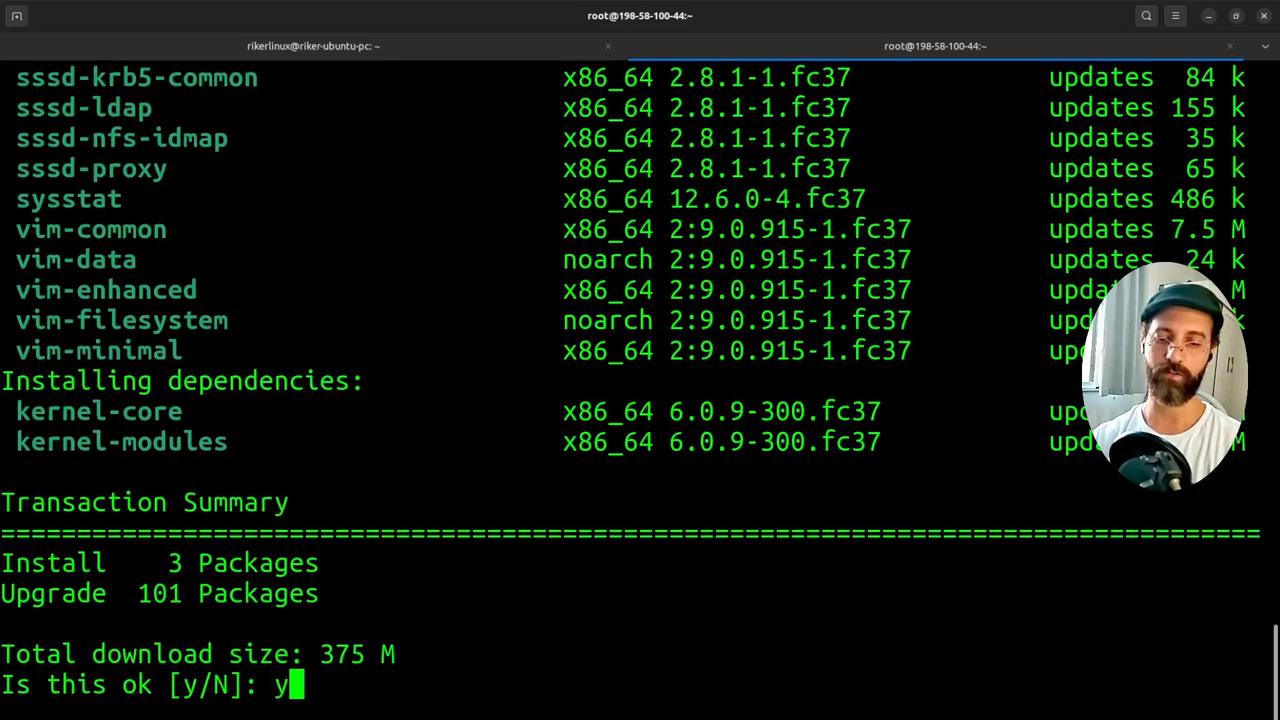 root@198-58-100-44:~
rikerlinux@riker-ubuntu-pc: ~
root@198-58-100-44:~
sssd-krb5-common x86_64 2.8.1-1.fc37 updates 84 k
sssd-ldap x86_64 2.8.1-1.fc37 updates 155 k
sssd-nfs-idmap x86_64 2.8.1-1.fc37 updates 35 k
sssd-proxy x86_64 2.8.1-1.fc37 updates 65 k
sysstat x86_64 12.6.0-4.fc37 updates 486 k
vim-common x86_64 2:9.0.915-1.fc37 updates 7.5 M
vim-data noarch 2:9.0.915-1.fc37 updates 24 k
vim-enhanced x86_64 2:9.0.915-1.fc37 M
vim-filesystem noarch 2:9.0.915-1.fc37 k
vim-minimal x86_64 2:9.0.915-1.fc37
Installing dependencies:
kernel-core x86_64 6.0.9-300.fc37
kernel-modules x86_64 6.0.9-300.fc37 M
Transaction Summary
================================================================================
Install 3 Packages
Upgrade 101 Packages
Total download size: 375 M
Is this ok [y/N]: y